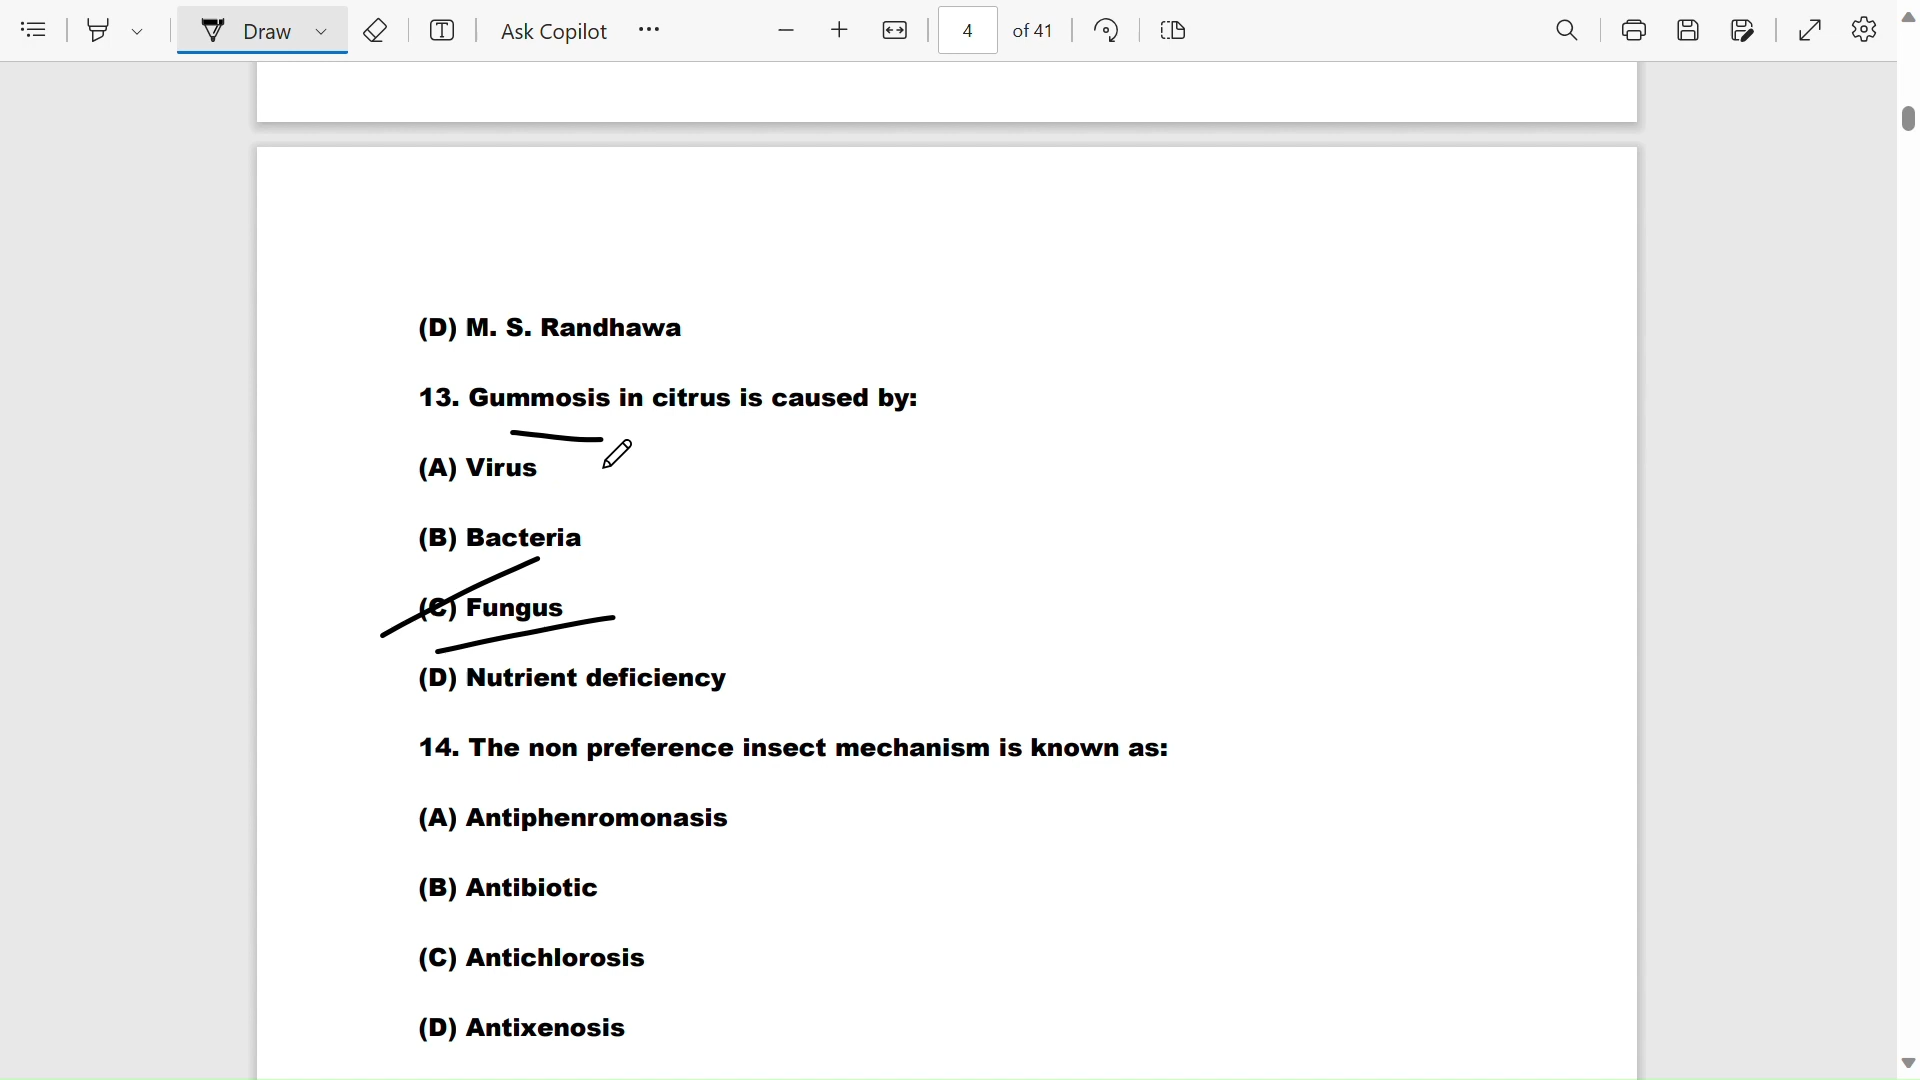 Draw
Ask Copilot
4 of 41
(D) M. S. Randhawa
13. Gummosis in citrus is caused by:
(A) Virus
(B) Bacteria
(C) Fungus
(D) Nutrient deficiency
14. The non preference insect mechanism is known as:
(A) Antiphenromonasis
(B) Antibiotic
(C) Antichlorosis
(D) Antixenosis